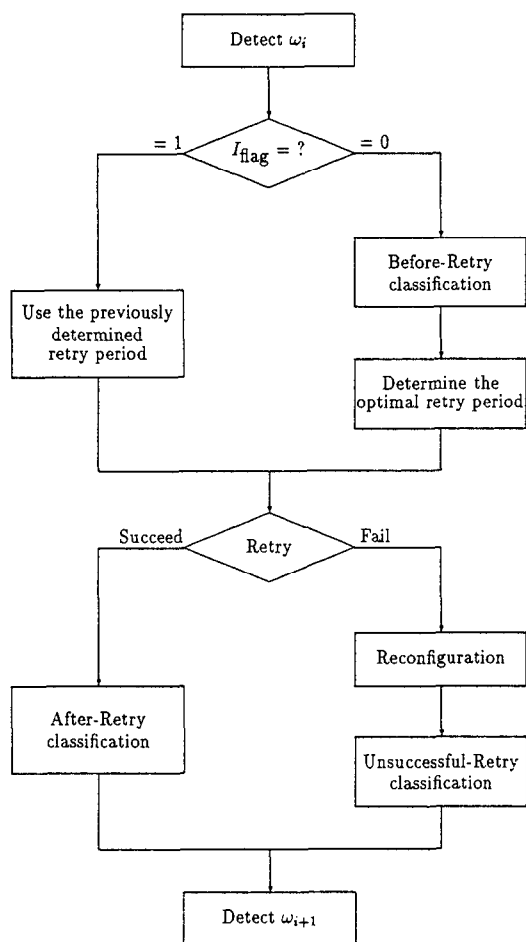 Detect ωᵢ
I_flag = ?
= 1
= 0
Before-Retry
classification
Use the previously
determined
retry period
Determine the
optimal retry period
Succeed
Retry
Fail
Reconfiguration
After-Retry
classification
Unsuccessful-Retry
classification
Detect ωᵢ₊₁